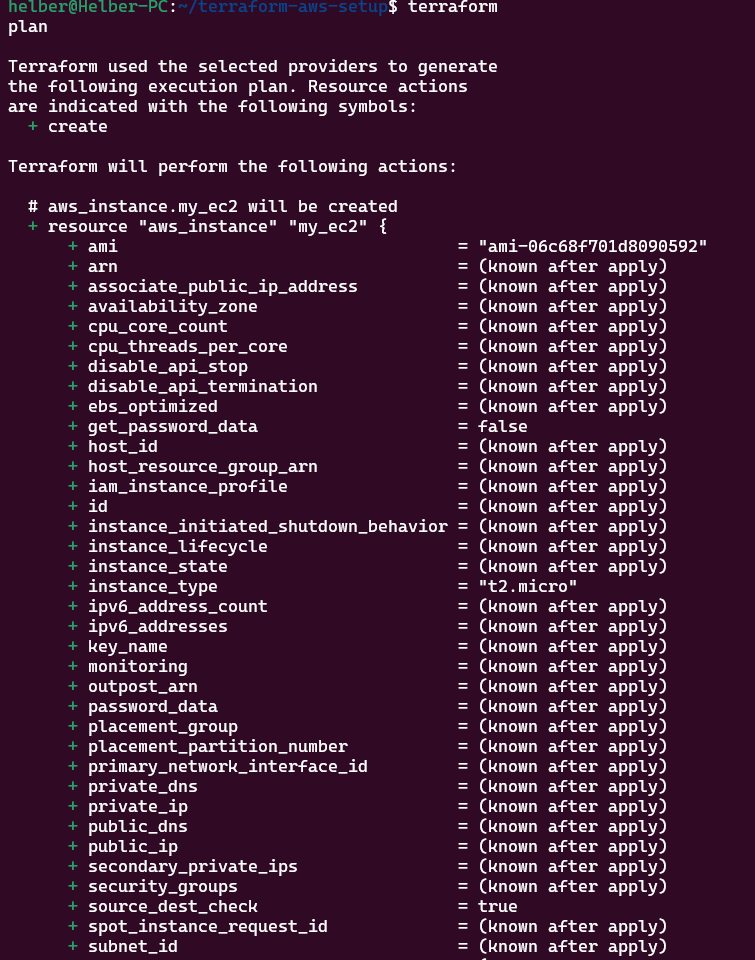 helber@Helber-PC:~/terraform-aws-setup$ terraform
plan
Terraform used the selected providers to generate
the following execution plan. Resource actions
are indicated with the following symbols:
+ create
Terraform will perform the following actions:
# aws_instance.my_ec2 will be created
+ resource "aws_instance" "my_ec2" {
+ ami = "ami-06c68f701d8090592"
+ arn = (known after apply)
+ associate_public_ip_address = (known after apply)
+ availability_zone = (known after apply)
+ cpu_core_count = (known after apply)
+ cpu_threads_per_core = (known after apply)
+ disable_api_stop = (known after apply)
+ disable_api_termination = (known after apply)
+ ebs_optimized = (known after apply)
+ get_password_data = false
+ host_id = (known after apply)
+ host_resource_group_arn = (known after apply)
+ iam_instance_profile = (known after apply)
+ id = (known after apply)
+ instance_initiated_shutdown_behavior = (known after apply)
+ instance_lifecycle = (known after apply)
+ instance_state = (known after apply)
+ instance_type = "t2.micro"
+ ipv6_address_count = (known after apply)
+ ipv6_addresses = (known after apply)
+ key_name = (known after apply)
+ monitoring = (known after apply)
+ outpost_arn = (known after apply)
+ password_data = (known after apply)
+ placement_group = (known after apply)
+ placement_partition_number = (known after apply)
+ primary_network_interface_id = (known after apply)
+ private_dns = (known after apply)
+ private_ip = (known after apply)
+ public_dns = (known after apply)
+ public_ip = (known after apply)
+ secondary_private_ips = (known after apply)
+ security_groups = (known after apply)
+ source_dest_check = true
+ spot_instance_request_id = (known after apply)
+ subnet_id = (known after apply)